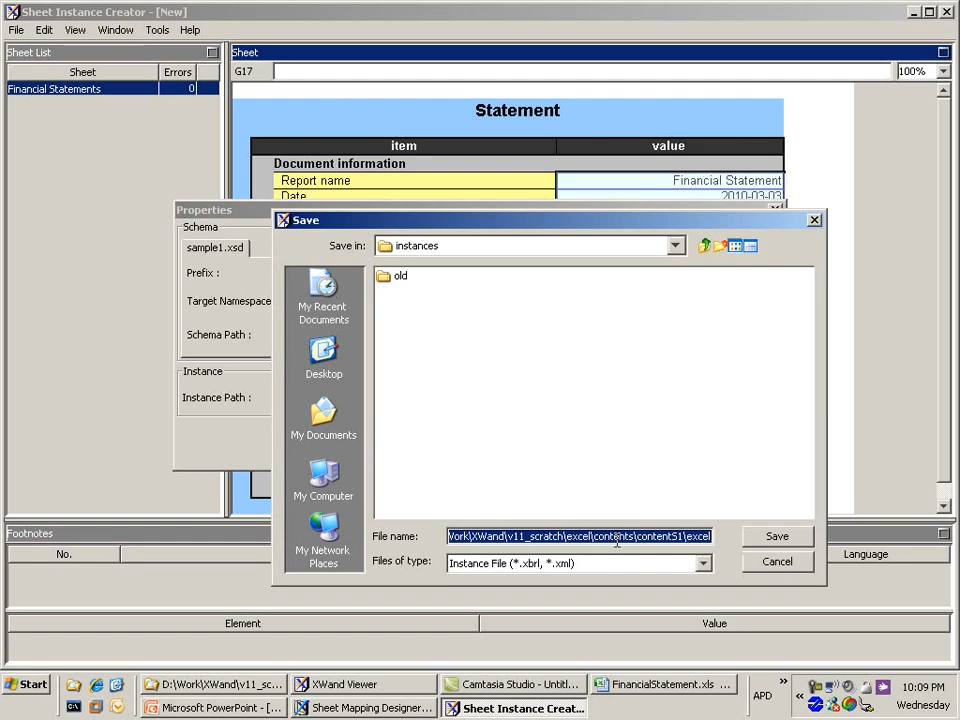 Sheet Instance Creator - [New]
File Edit View Window Tools Help
Sheet List
Sheet Errors
Financial Statements 0
Sheet
G17 100%
Statement
item value
Document information
Report name Financial Statement
Date 2010-03-03
Properties
Schema
sample1.xsd
Prefix :
Target Namespace
Schema Path :
Instance
Instance Path :
Save
Save in: instances
old
My Recent
Documents
Desktop
My Documents
My Computer
My Network
Places
File name: Work\XWand\v11_scratch\excel\contents\contentS1\excel
Save
Files of type: Instance File (*.xbrl, *.xml)
Cancel
Footnotes
No. Language
Element Value
Start D:\Work\XWand\v11_sc... XWand Viewer Camtasia Studio - Untitl... FinancialStatement.xls ... APD 10:09 PM
Microsoft PowerPoint - [... Sheet Mapping Designer... Sheet Instance Creat... Wednesday